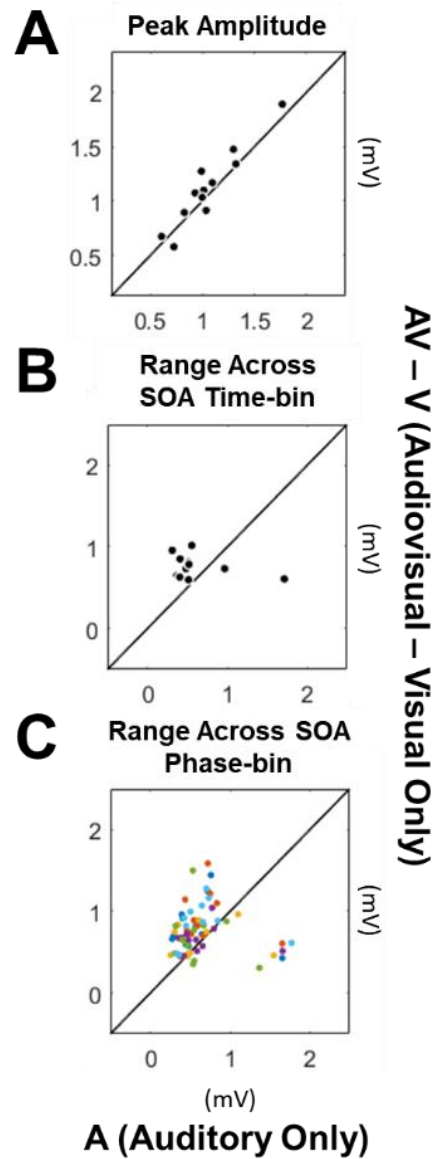 A
Peak Amplitude
2
1.5
1
0.5
0.5
1
1.5
2
(mV)
B
Range Across
SOA Time-bin
2
1
0
0
1
2
(mV)
C
Range Across SOA
Phase-bin
2
1
0
0
1
2
(mV)
(mV)
A (Auditory Only)
AV – V (Audiovisual – Visual Only)